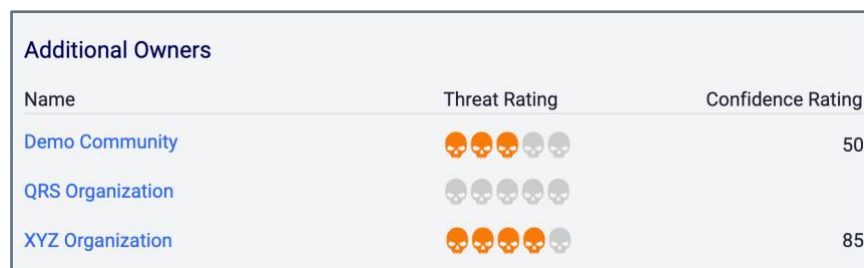 Additional Owners
Name Threat Rating Confidence Rating
Demo Community 50
QRS Organization
XYZ Organization 85